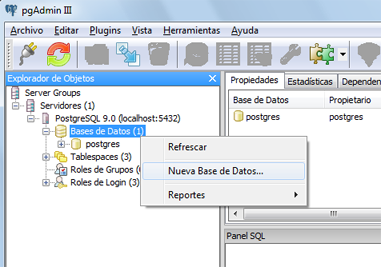 pgAdmin III
Archivo Editar Plugins Vista Herramientas Ayuda
Explorador de Objetos
Server Groups
Servidores (1)
PostgreSQL 9.0 (localhost:5432)
Bases de Datos (1)
postgres
Tablespaces (3)
Roles de Grupos (
Roles de Login (3)
Refrescar
Nueva Base de Datos...
Reportes
Propiedades Estadísticas Dependen
Base de Datos Propietario
postgres postgres
Panel SQL